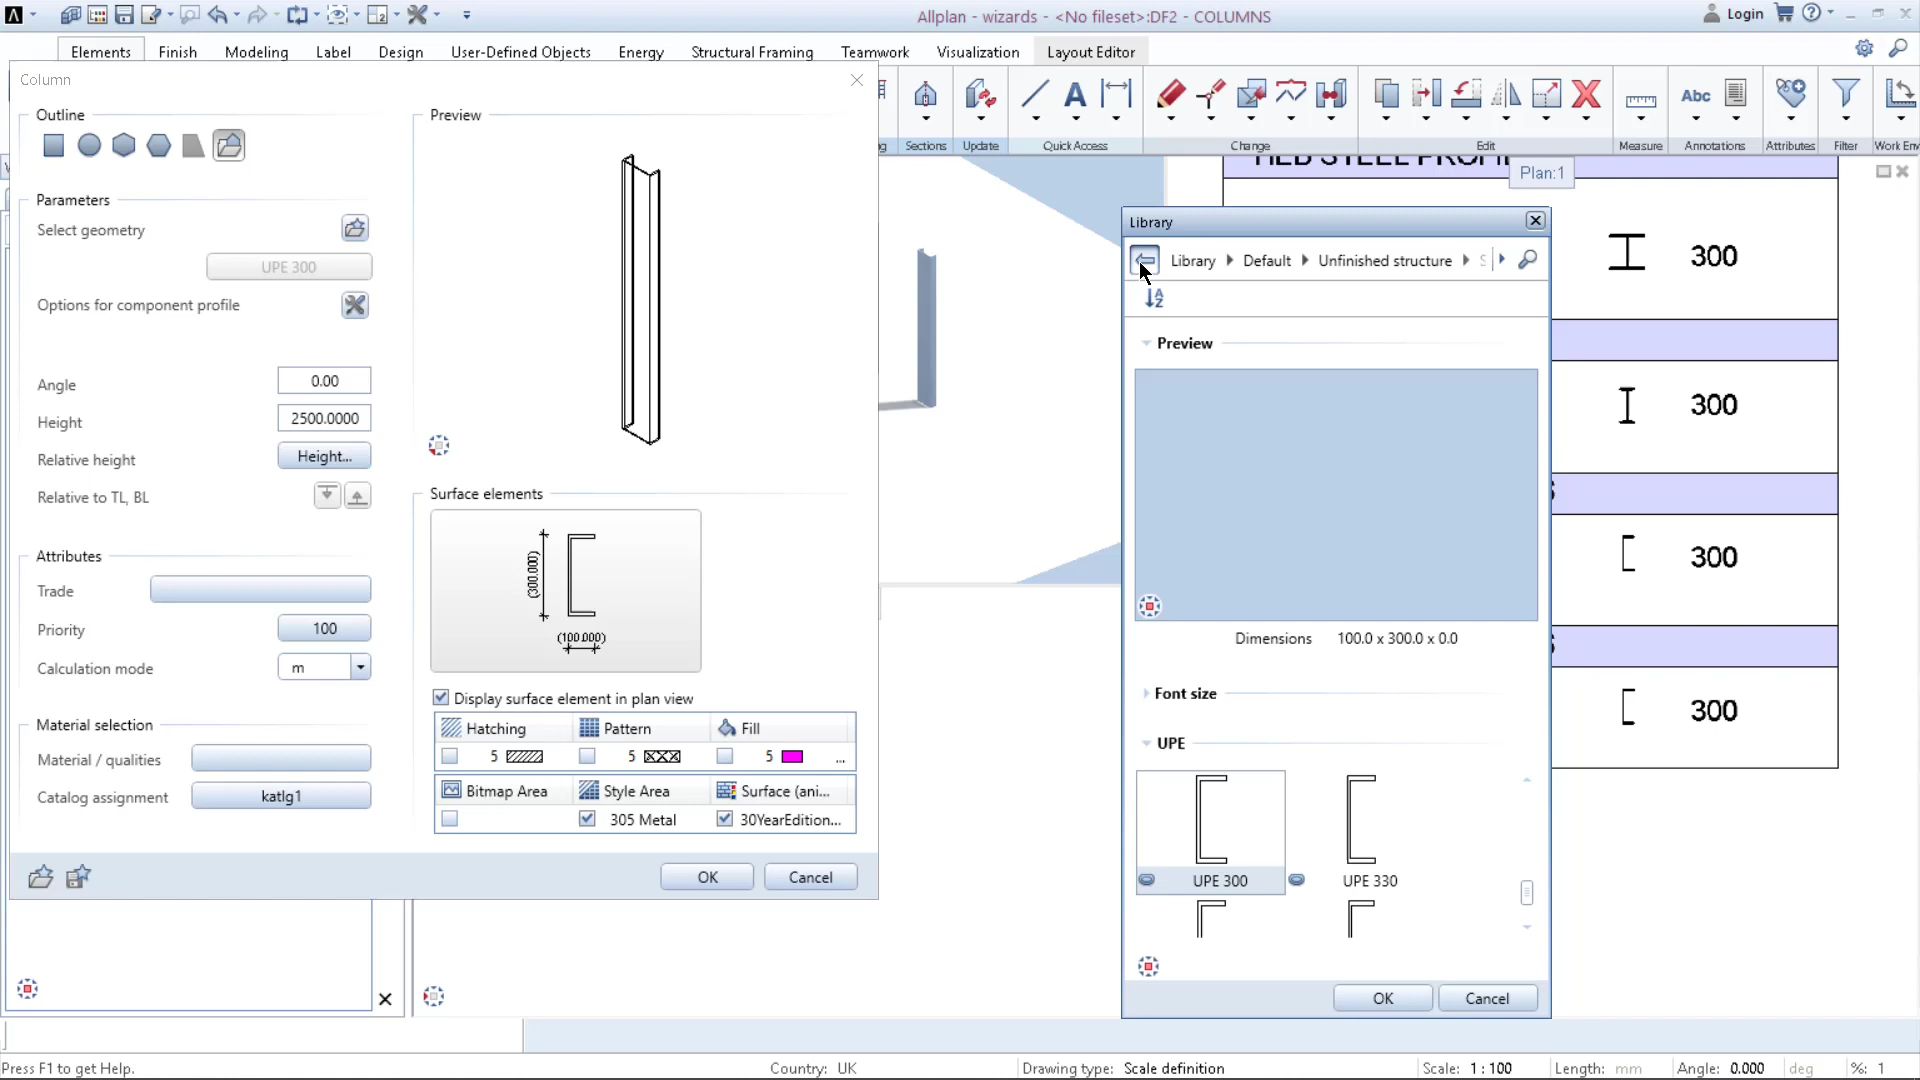 Allplan - wizards - <No fileset>:DF2 - COLUMNS
Login
Elements Finish Modeling Label Design User-Defined Objects Energy Structural Framing Teamwork Visualization Layout Editor
Sections Update Quick Access Change Edit Measure Annotations Attributes Filter Work Env
Abc
Plan:1
Column
Outline
Parameters
Select geometry
UPE 300
Options for component profile
Angle 0.00
Height 2500.0000
Relative height Height...
Relative to TL, BL
Attributes
Trade
Priority 100
Calculation mode m
Material selection
Material / qualities
Catalog assignment katlg1
Preview
Surface elements
(300.000)
(100.000)
Display surface element in plan view
Hatching Pattern Fill
5 5 5 ...
Bitmap Area Style Area Surface (ani...
305 Metal 30YearEdition...
OK Cancel
Library
Library Default Unfinished structure S
Preview
Dimensions 100.0 x 300.0 x 0.0
Font size
UPE
UPE 300 UPE 330
OK Cancel
300
300
300
300
Press F1 to get Help.
Country: UK
Drawing type: Scale definition
Scale: 1:100
Length: mm
Angle: 0.000 deg
%: 1